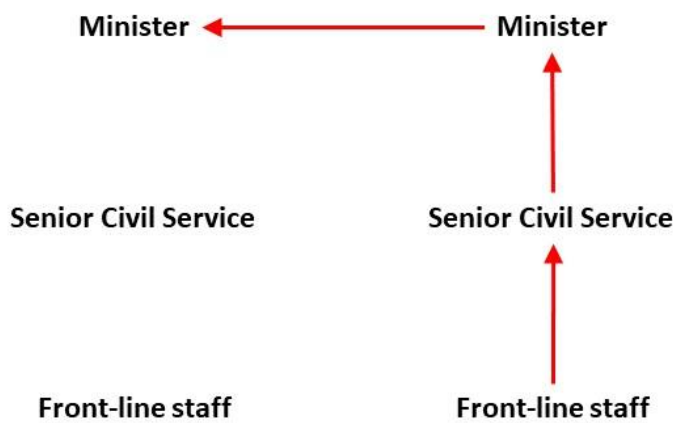 Minister
Minister
Senior Civil Service
Senior Civil Service
Front-line staff
Front-line staff